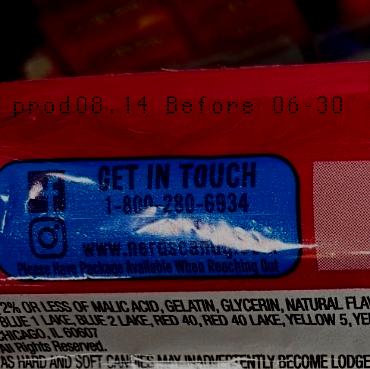 prod08.14 Before 06-30
GET IN TOUCH
1-800-280-6934
Please Have Package Available When Reaching Out
2% OR LESS OF MALIC ACID, GELATIN, GLYCERIN, NATURAL FLA
BLUE 1 LAKE, BLUE 2 LAKE, RED 40, RED 40 LAKE, YELLOW 5, YE
CHICAGO, IL 60607
All Rights Reserved.
AS HARD AND SOFT CANDIES MAY INADVERTENTLY BECOME LODGE